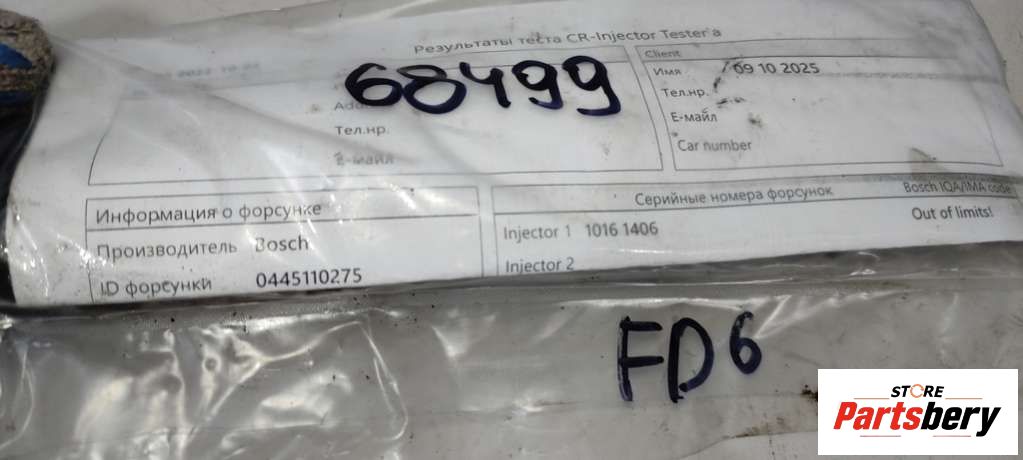 Результаты теста CR-Injector Tester'a
68499
Тел.нр.
E-майл
Client
Имя 09 10 2025
Тел.нр.
E-майл
Car number
Информация о форсунке
Производитель Bosch
ID форсунки 0445110275
Серийные номера форсунок Bosch IQA/IMA code
Injector 1 1016 1406 Out of limits!
Injector 2
FD6
STORE
Partsbery